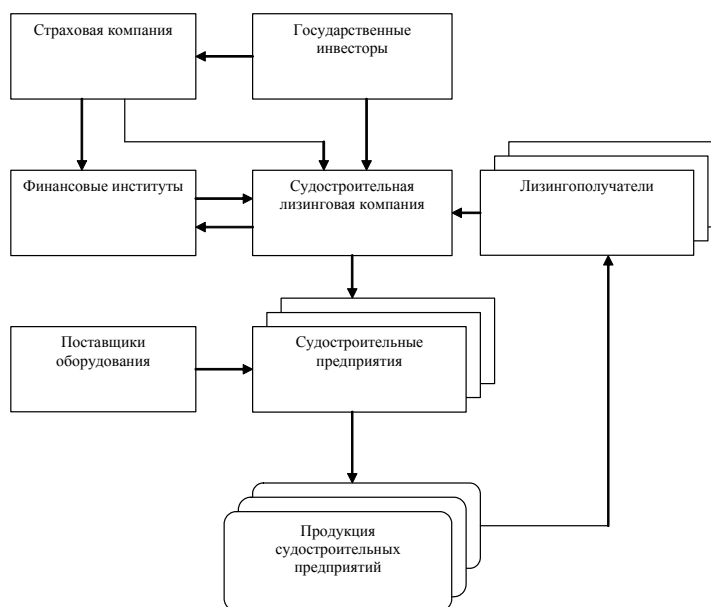 Страховая компания
Государственные
инвесторы
Финансовые институты
Судостроительная
лизинговая компания
Лизингополучатели
Поставщики
оборудования
Судостроительные
предприятия
Продукция
судостроительных
предприятий